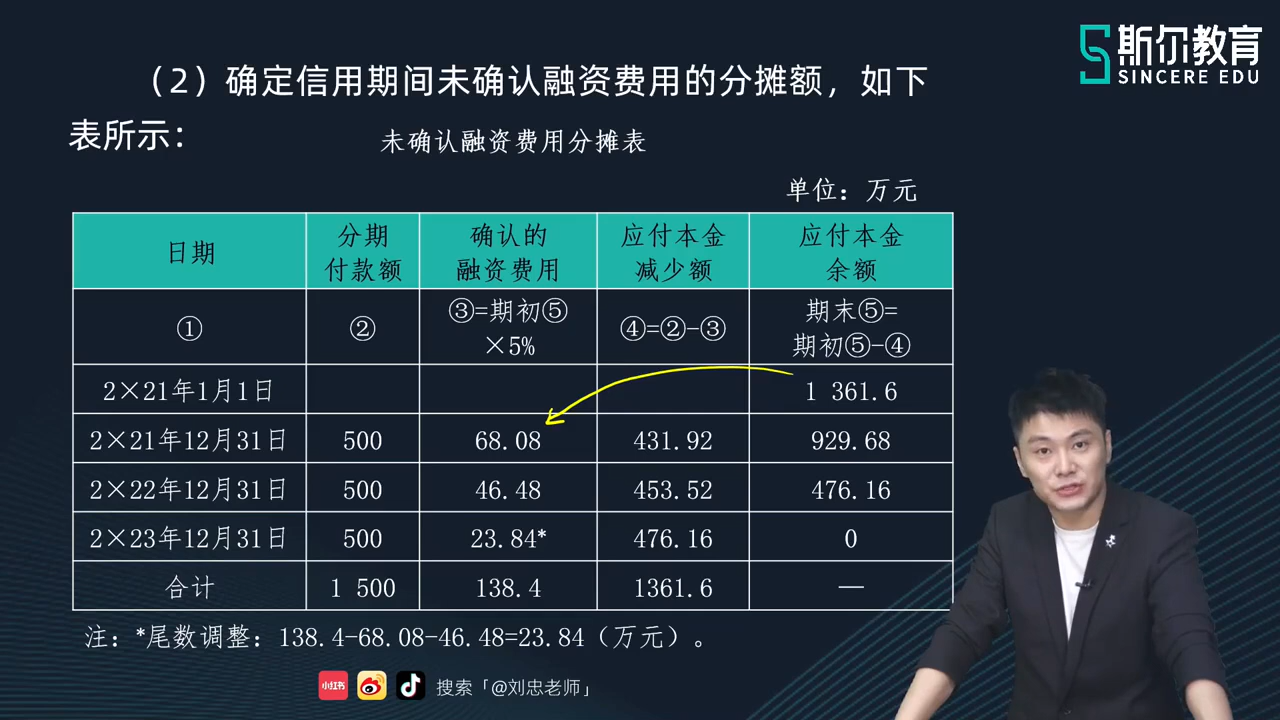 斯尔教育
SINCERE EDU
（2）确定信用期间未确认融资费用的分摊额，如下
表所示：
未确认融资费用分摊表
单位：万元
日期 分期付款额 确认的融资费用 应付本金减少额 应付本金余额
① ② ③=期初⑤×5% ④=②-③ 期末⑤=期初⑤-④
2×21年1月1日 1 361.6
2×21年12月31日 500 68.08 431.92 929.68
2×22年12月31日 500 46.48 453.52 476.16
2×23年12月31日 500 23.84* 476.16 0
合计 1 500 138.4 1361.6 —
注：*尾数调整：138.4-68.08-46.48=23.84（万元）。
小红书 搜索「@刘忠老师」